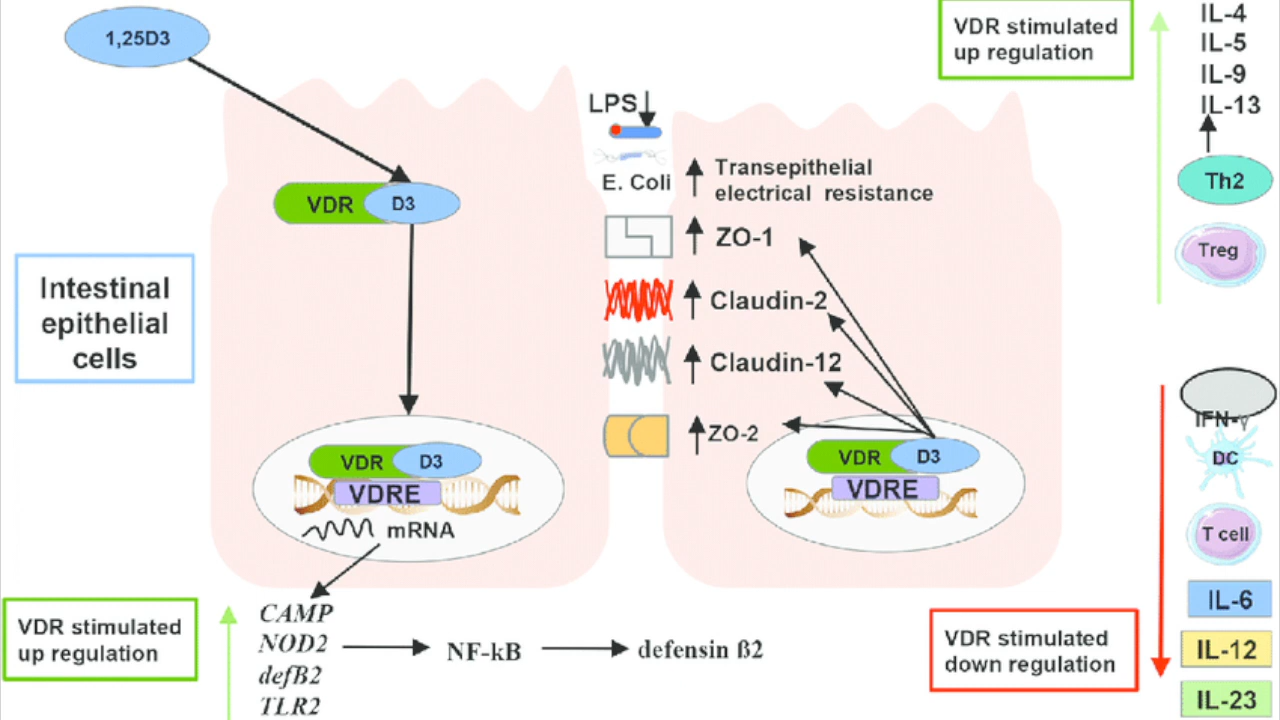 1,25D3
VDR
D3
Intestinal
epithelial
cells
VDR
D3
VDRE
mRNA
VDR stimulated
up regulation
CAMP
NOD2
defB2
TLR2
NF-kB
defensin ß2
LPS
E. Coli
Transepithelial
electrical resistance
ZO-1
Claudin-2
Claudin-12
ZO-2
VDR
D3
VDRE
VDR stimulated
up regulation
IL-4
IL-5
IL-9
IL-13
Th2
Treg
IFN-γ
DC
T cell
VDR stimulated
down regulation
IL-6
IL-12
IL-23